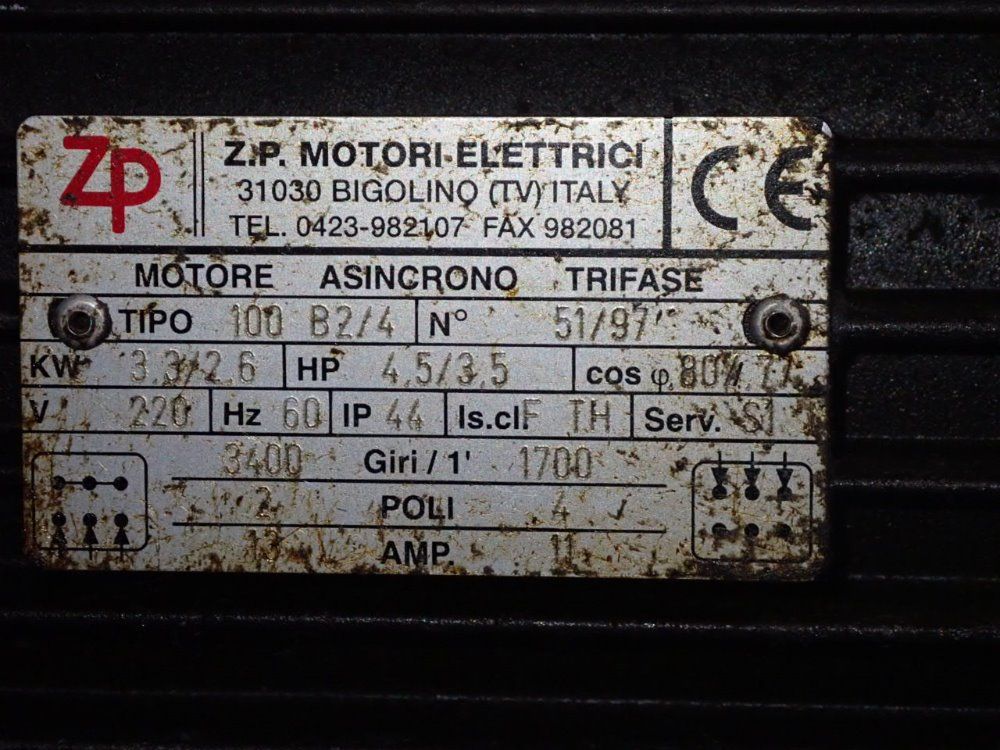 Zp Z.P. MOTORI ELETTRICI CE
31030 BIGOLINO (TV) ITALY
TEL. 0423-982107 FAX 982081
MOTORE ASINCRONO TRIFASE
TIPO 100 B2/4 N° 51/97
KW 3.3/2.6 HP 4.5/3.5 cos φ .80/.77
V 220 Hz 60 IP 44 Is.cl. F TH Serv. S1
3400 Giri / 1' 1700
2 POLI 4
13 AMP. 11